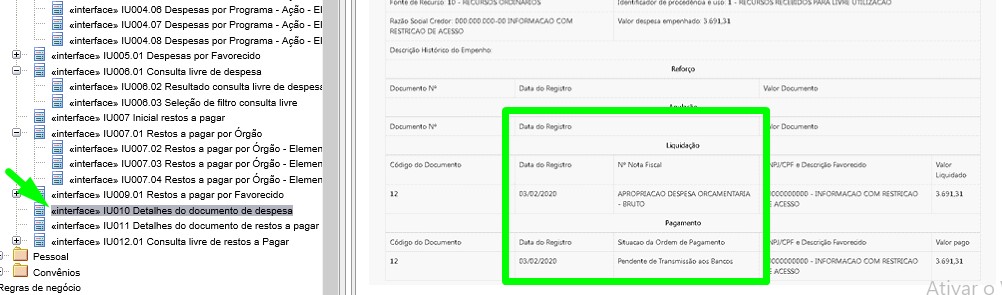 «interface» IU004.06 Despesas por Programa - Ação - Elem
«interface» IU004.07 Despesas por Programa - Ação - Elem
«interface» IU004.08 Despesas por Programa - Ação - Ele
«interface» IU005.01 Despesas por Favorecido
«interface» IU006.01 Consulta livre de despesa
«interface» IU006.02 Resultado consulta livre de despesa
«interface» IU006.03 Seleção de filtro consulta livre
«interface» IU007 Inicial restos a pagar
«interface» IU007.01 Restos a pagar por Órgão
«interface» IU007.02 Restos a pagar por Órgão - Elemen
«interface» IU007.03 Restos a pagar por Órgão - Elemen
«interface» IU007.04 Restos a pagar por Órgão - Elemen
«interface» IU009.01 Restos a pagar por Favorecido
«interface» IU010 Detalhes do documento de despesa
«interface» IU011 Detalhes do documento de restos a pagar
«interface» IU012.01 Consulta livre de restos a Pagar
Pessoal
Convênios
Regras de negócio
Fonte de Recurso: 10 - RECURSOS ORDINARIOS Identificador de procedência e uso: 1 - RECURSOS RECEBIDOS PARA LIVRE UTILIZACAO
Razão Social Credor: 000.000.000-00 INFORMACAO COM Valor despesa empenhado: 3.691,31
RESTRICAO DE ACESSO
Descrição Histórico do Empenho:
Reforço
Documento Nº Data do Registro Valor Documento
Anulação
Documento Nº Data do Registro Valor Documento
Liquidação
Código do Documento Data do Registro Nº Nota Fiscal NPJ/CPF e Descrição Favorecido Valor
Liquidado
12 03/02/2020 APROPRIACAO DESPESA ORCAMENTARIA 0000000000 - INFORMACAO COM RESTRICAO 3.691,31
- BRUTO DE ACESSO
Pagamento
Código do Documento Data do Registro Situacao da Ordem de Pagamento NPJ/CPF e Descrição Favorecido Valor pago
12 03/02/2020 Pendente de Transmissão aos Bancos 0000000000 - INFORMACAO COM RESTRICAO 3.691,31
DE ACESSO
Ativar o